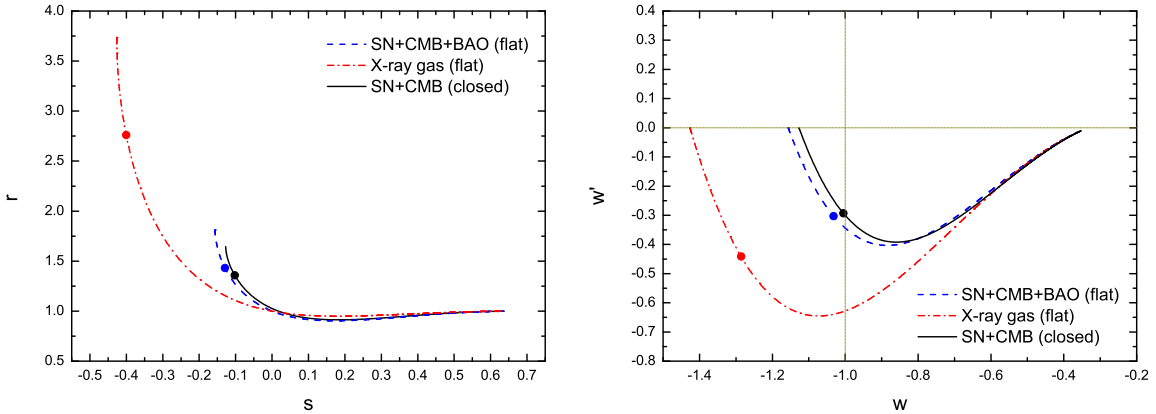 4.0
3.5
3.0
2.5
2.0
1.5
1.0
0.5
r
-0.5 -0.4 -0.3 -0.2 -0.1 0.0 0.1 0.2 0.3 0.4 0.5 0.6 0.7
s
SN+CMB+BAO (flat)
X-ray gas (flat)
SN+CMB (closed)
0.4
0.3
0.2
0.1
0.0
-0.1
-0.2
-0.3
-0.4
-0.5
-0.6
-0.7
-0.8
w'
-1.4 -1.2 -1.0 -0.8 -0.6 -0.4 -0.2
w
SN+CMB+BAO (flat)
X-ray gas (flat)
SN+CMB (closed)